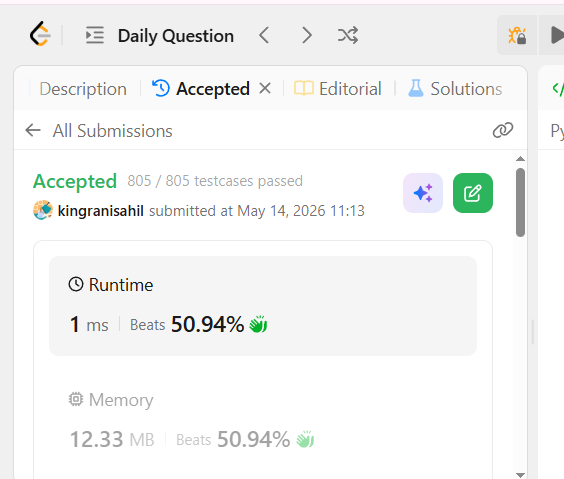 Daily Question
Description
Accepted
Editorial
Solutions
All Submissions
Accepted 805 / 805 testcases passed
kingranisahil submitted at May 14, 2026 11:13
Runtime
1 ms Beats 50.94%
Memory
12.33 MB Beats 50.94%